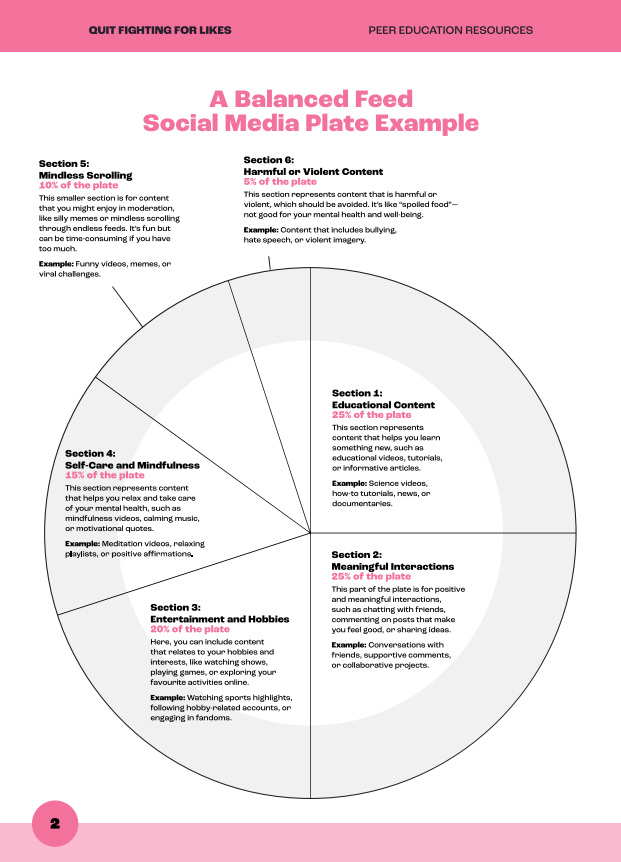 QUIT FIGHTING FOR LIKES
PEER EDUCATION RESOURCES
A Balanced Feed
Social Media Plate Example
Section 5:
Mindless Scrolling
10% of the plate
This smaller section is for content
that you might enjoy in moderation,
like silly memes or mindless scrolling
through endless feeds. It's fun but
can be time-consuming if you have
too much.
Example: Funny videos, memes, or
viral challenges.
Section 6:
Harmful or Violent Content
5% of the plate
This section represents content that is harmful or
violent, which should be avoided. It's like “spoiled food”—
not good for your mental health and well-being.
Example: Content that includes bullying,
hate speech, or violent imagery.
Section 1:
Educational Content
25% of the plate
This section represents
content that helps you learn
something new, such as
educational videos, tutorials,
or informative articles.
Example: Science videos,
how-to tutorials, news, or
documentaries.
Section 4:
Self-Care and Mindfulness
15% of the plate
This section represents content
that helps you relax and take care
of your mental health, such as
mindfulness videos, calming music,
or motivational quotes.
Example: Meditation videos, relaxing
playlists, or positive affirmations.
Section 2:
Meaningful Interactions
25% of the plate
This part of the plate is for positive
and meaningful interactions,
such as chatting with friends,
commenting on posts that make
you feel good, or sharing ideas.
Example: Conversations with
friends, supportive comments,
or collaborative projects.
Section 3:
Entertainment and Hobbies
20% of the plate
Here, you can include content
that relates to your hobbies and
interests, like watching shows,
playing games, or exploring your
favourite activities online.
Example: Watching sports highlights,
following hobby-related accounts, or
engaging in fandoms.
2